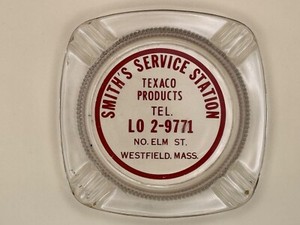 SMITH'S SERVICE STATION
TEXACO
PRODUCTS
TEL.
LO 2-9771
NO. ELM ST.
WESTFIELD, MASS.